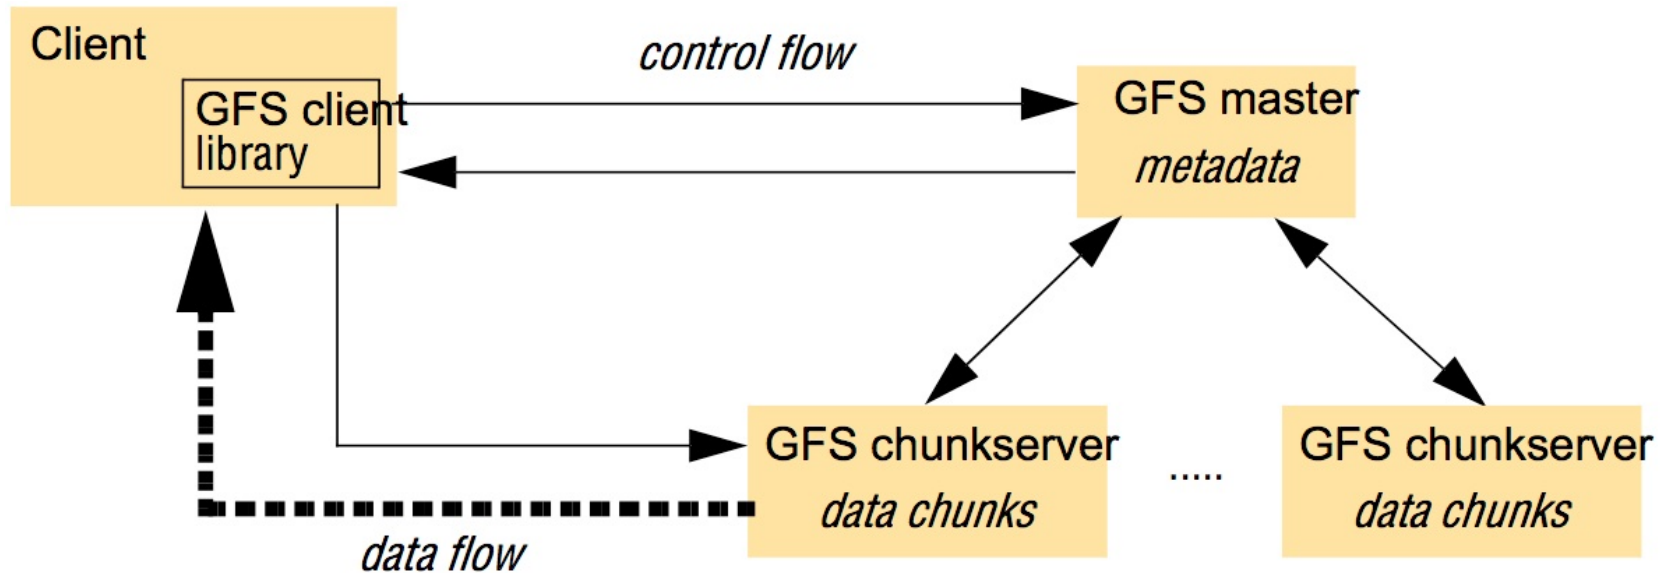 Client
GFS client
library
control flow
GFS master
metadata
GFS chunkserver
data chunks
.....
GFS chunkserver
data chunks
data flow